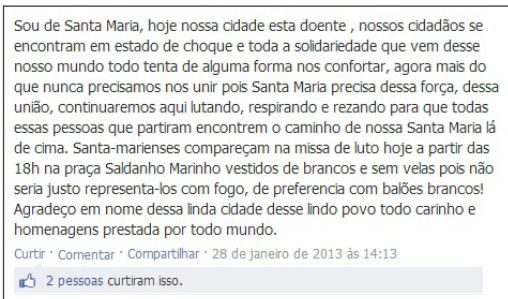 Sou de Santa Maria, hoje nossa cidade esta doente , nossos cidadãos se
encontram em estado de choque e toda a solidariedade que vem desse
nosso mundo todo tenta de alguma forma nos confortar, agora mais do
que nunca precisamos nos unir pois Santa Maria precisa dessa força, dessa
união, continuaremos aqui lutando, respirando e rezando para que todas
essas pessoas que partiram encontrem o caminho de nossa Santa Maria lá
de cima. Santa-marienses compareçam na missa de luto hoje a partir das
18h na praça Saldanho Marinho vestidos de brancos e sem velas pois não
seria justo representa-los com fogo, de preferencia com balões brancos!
Agradeço em nome dessa linda cidade desse lindo povo todo carinho e
homenagens prestada por todo mundo.
Curtir · Comentar · Compartilhar · 28 de janeiro de 2013 às 14:13
2 pessoas curtiram isso.